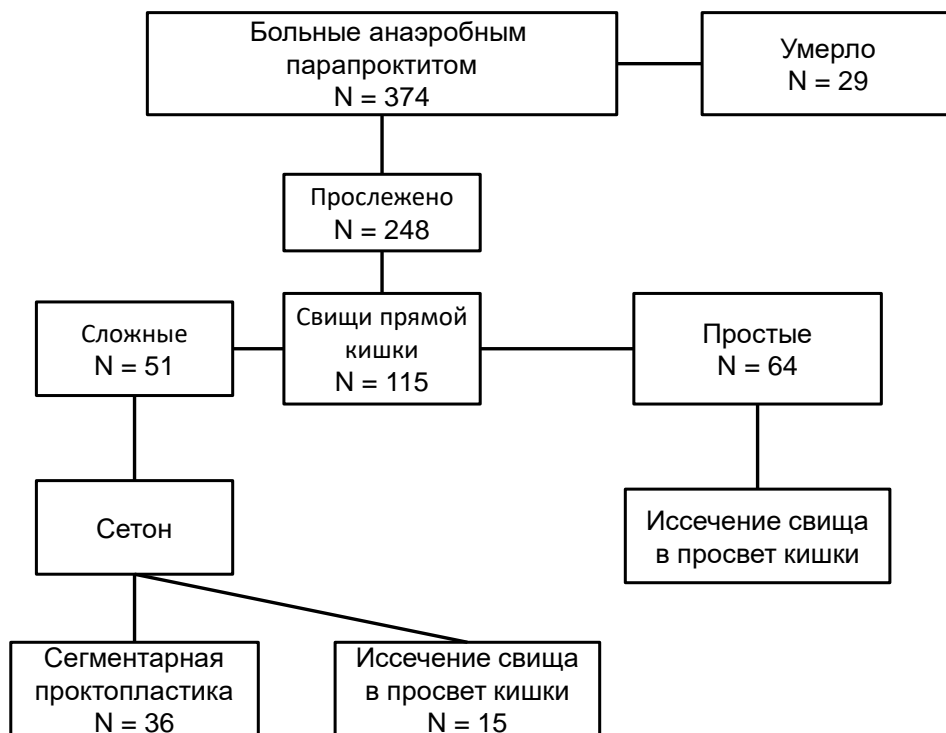 Больные анаэробным
парапроктитом
N = 374
Умерло
N = 29
Прослежено
N = 248
Сложные
N = 51
Свищи прямой
кишки
N = 115
Простые
N = 64
Сетон
Иссечение свища
в просвет кишки
Сегментарная
проктопластика
N = 36
Иссечение свища
в просвет кишки
N = 15